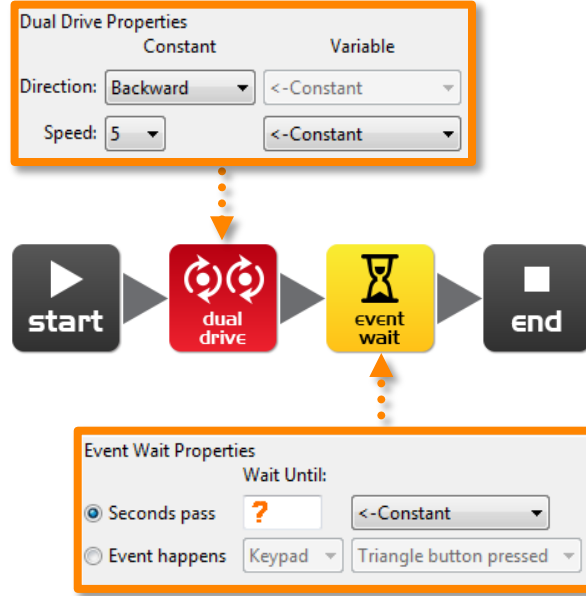 Dual Drive Properties
Constant Variable
Direction: Backward <-Constant
Speed: 5 <-Constant
start
dual
drive
event
wait
end
Event Wait Properties
Wait Until:
Seconds pass ? <-Constant
Event happens Keypad Triangle button pressed